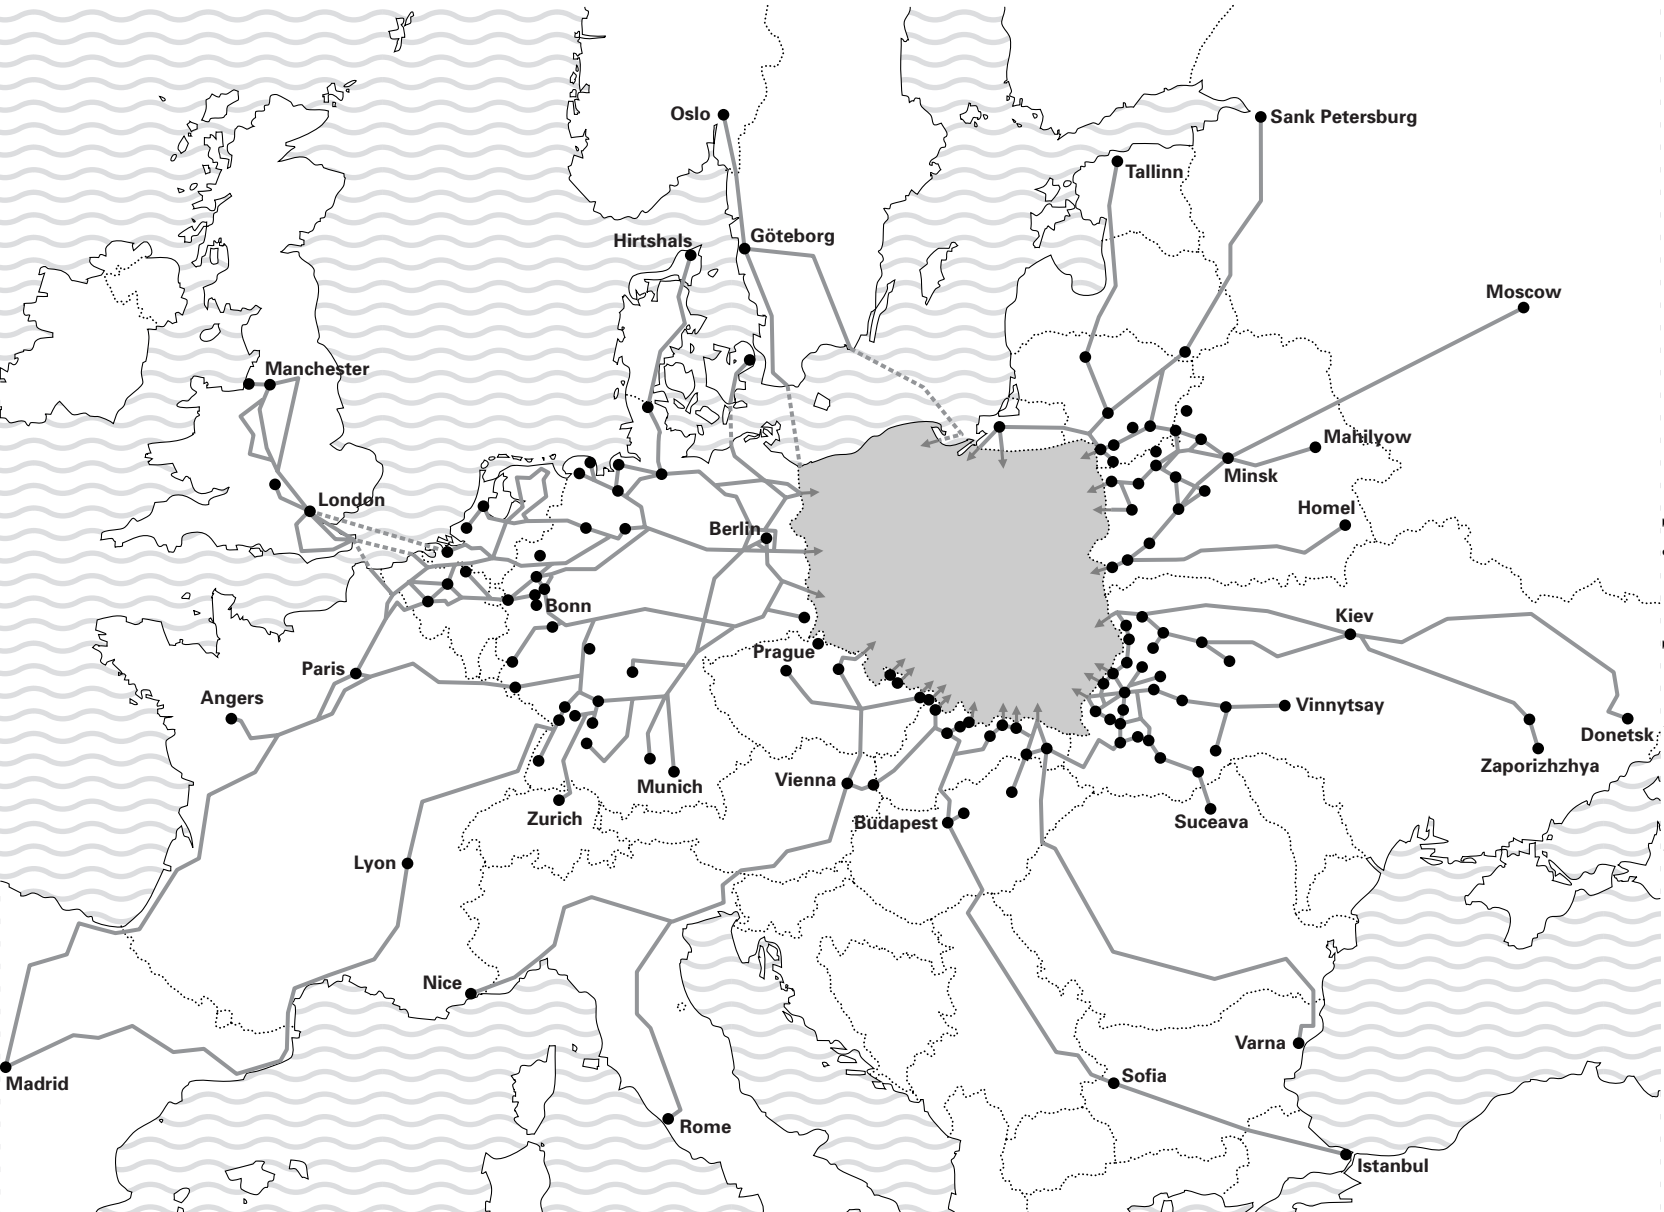 Oslo
Sank Petersburg
Tallinn
Göteborg
Hirtshals
Moscow
Manchester
Mahilyow
Minsk
London
Homel
Berlin
Bonn
Kiev
Prague
Paris
Angers
Vinnytsay
Donetsk
Zaporizhzhya
Vienna
Munich
Zurich
Budapest
Suceava
Lyon
Nice
Varna
Sofia
Madrid
Rome
Istanbul